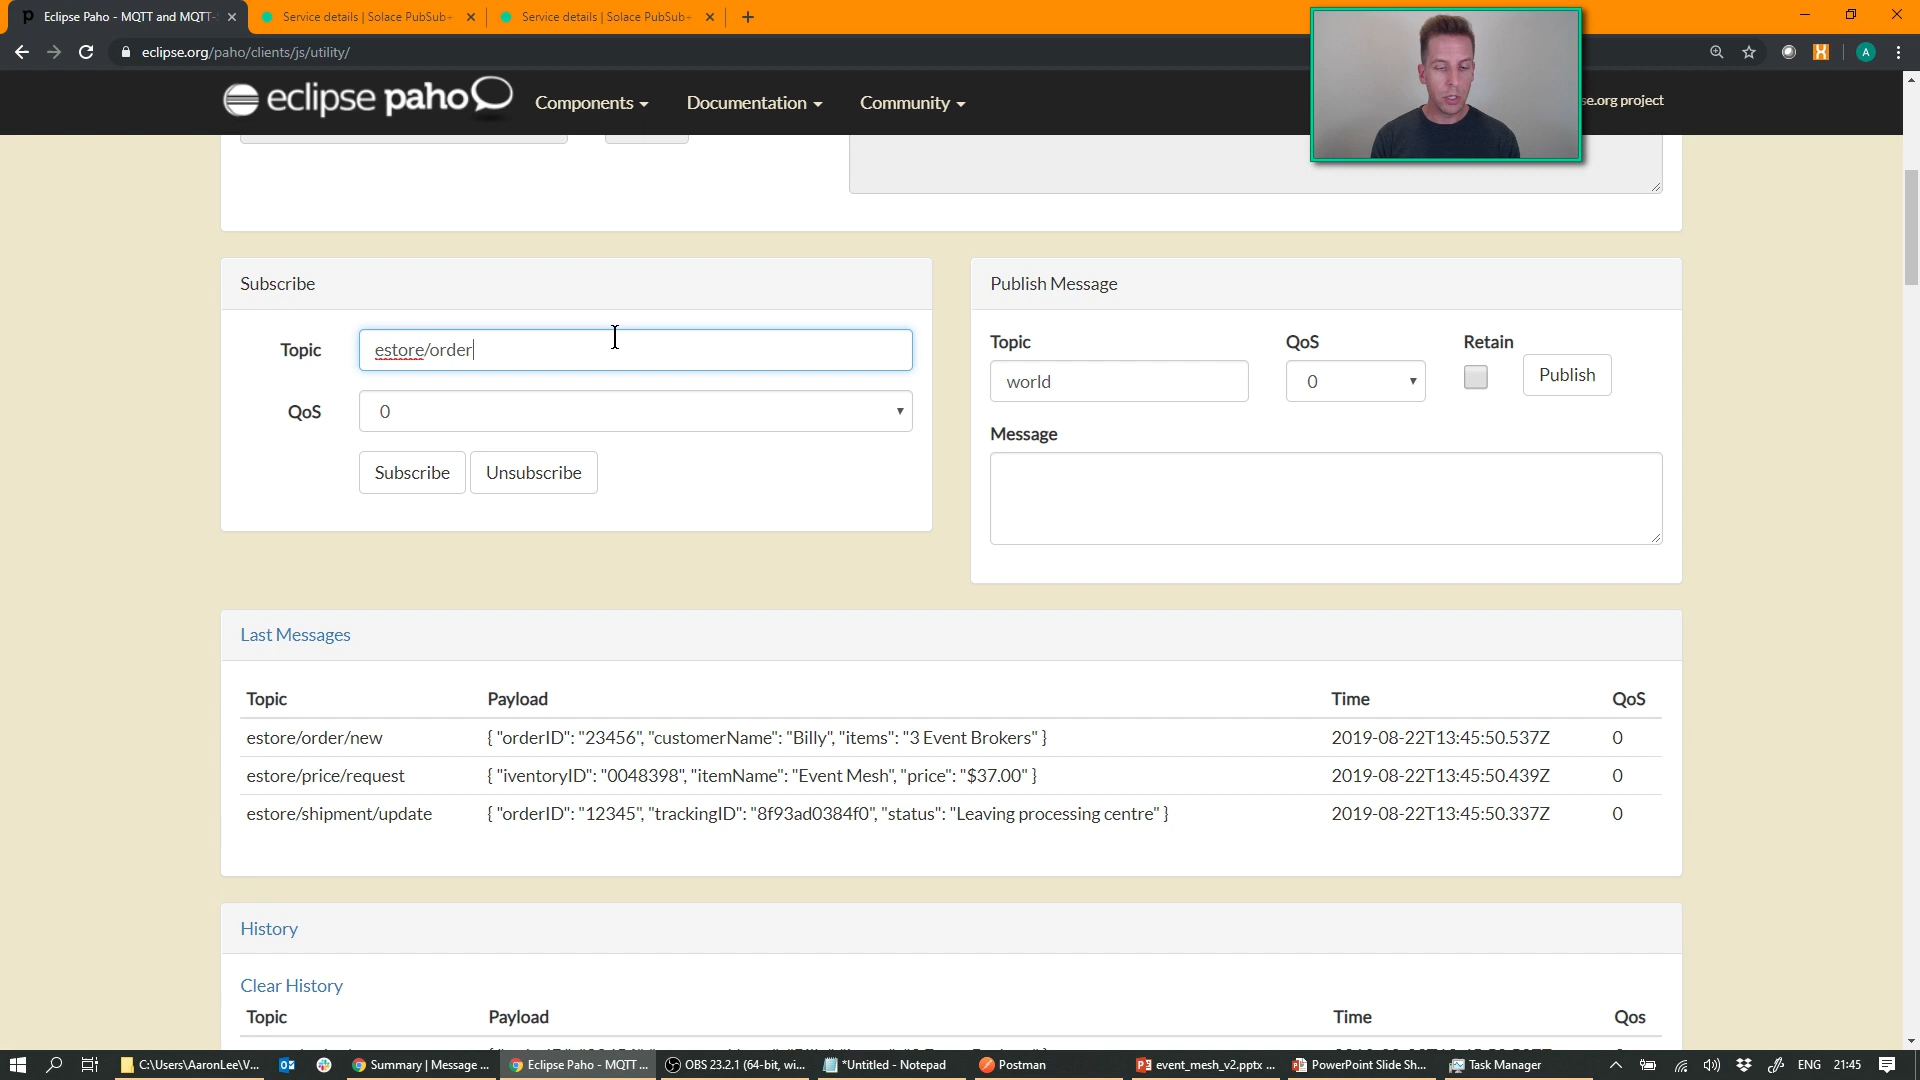 Eclipse Paho - MQTT and MQTT-
Service details | Solace PubSub+
Service details | Solace PubSub+
eclipse.org/paho/clients/js/utility/
A
eclipse paho
Components
Documentation
Community
se.org project
Subscribe
Topic
estore/order
QoS
0
Subscribe
Unsubscribe
Publish Message
Topic
QoS
Retain
world
0
Publish
Message
Last Messages
Topic Payload Time QoS
estore/order/new { "orderID": "23456", "customerName": "Billy", "items": "3 Event Brokers" } 2019-08-22T13:45:50.537Z 0
estore/price/request { "iventoryID": "0048398", "itemName": "Event Mesh", "price": "$37.00" } 2019-08-22T13:45:50.439Z 0
estore/shipment/update { "orderID": "12345", "trackingID": "8f93ad0384f0", "status": "Leaving processing centre" } 2019-08-22T13:45:50.337Z 0
History
Clear History
Topic Payload Time Qos
C:\Users\AaronLee\V...
Summary | Message ...
Eclipse Paho - MQTT ...
OBS 23.2.1 (64-bit, wi...
*Untitled - Notepad
Postman
event_mesh_v2.pptx ...
PowerPoint Slide Sh...
Task Manager
ENG
21:45